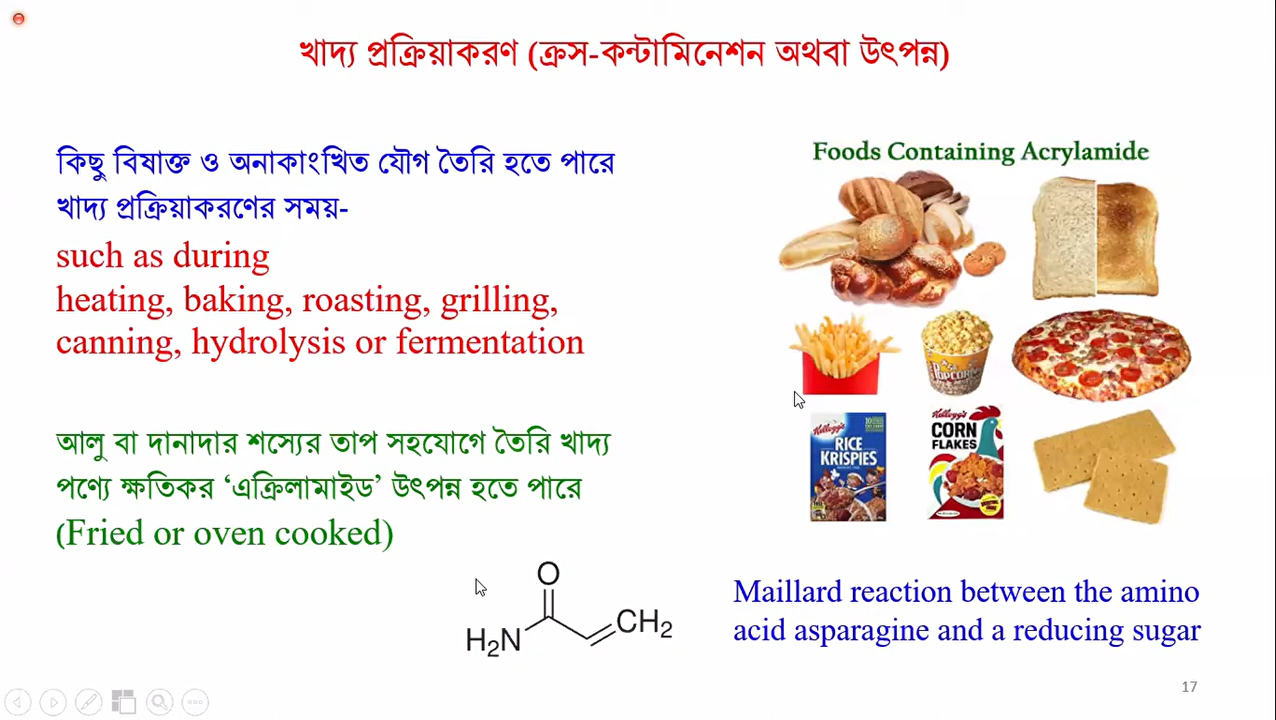 খাদ্য প্রক্রিয়াকরণ (ক্রস-কন্টামিনেশন অথবা উৎপন্ন)
কিছু বিষাক্ত ও অনাকাংখিত যৌগ তৈরি হতে পারে
খাদ্য প্রক্রিয়াকরণের সময়-
such as during
heating, baking, roasting, grilling,
canning, hydrolysis or fermentation
আলু বা দানাদার শস্যের তাপ সহযোগে তৈরি খাদ্য
পণ্যে ক্ষতিকর ‘এক্রিলামাইড’ উৎপন্ন হতে পারে
(Fried or oven cooked)
O
H₂N
CH₂
Foods Containing Acrylamide
POPCORN
Kellogg's
RICE
KRISPIES
Kellogg's
CORN
FLAKES
Maillard reaction between the amino
acid asparagine and a reducing sugar
17